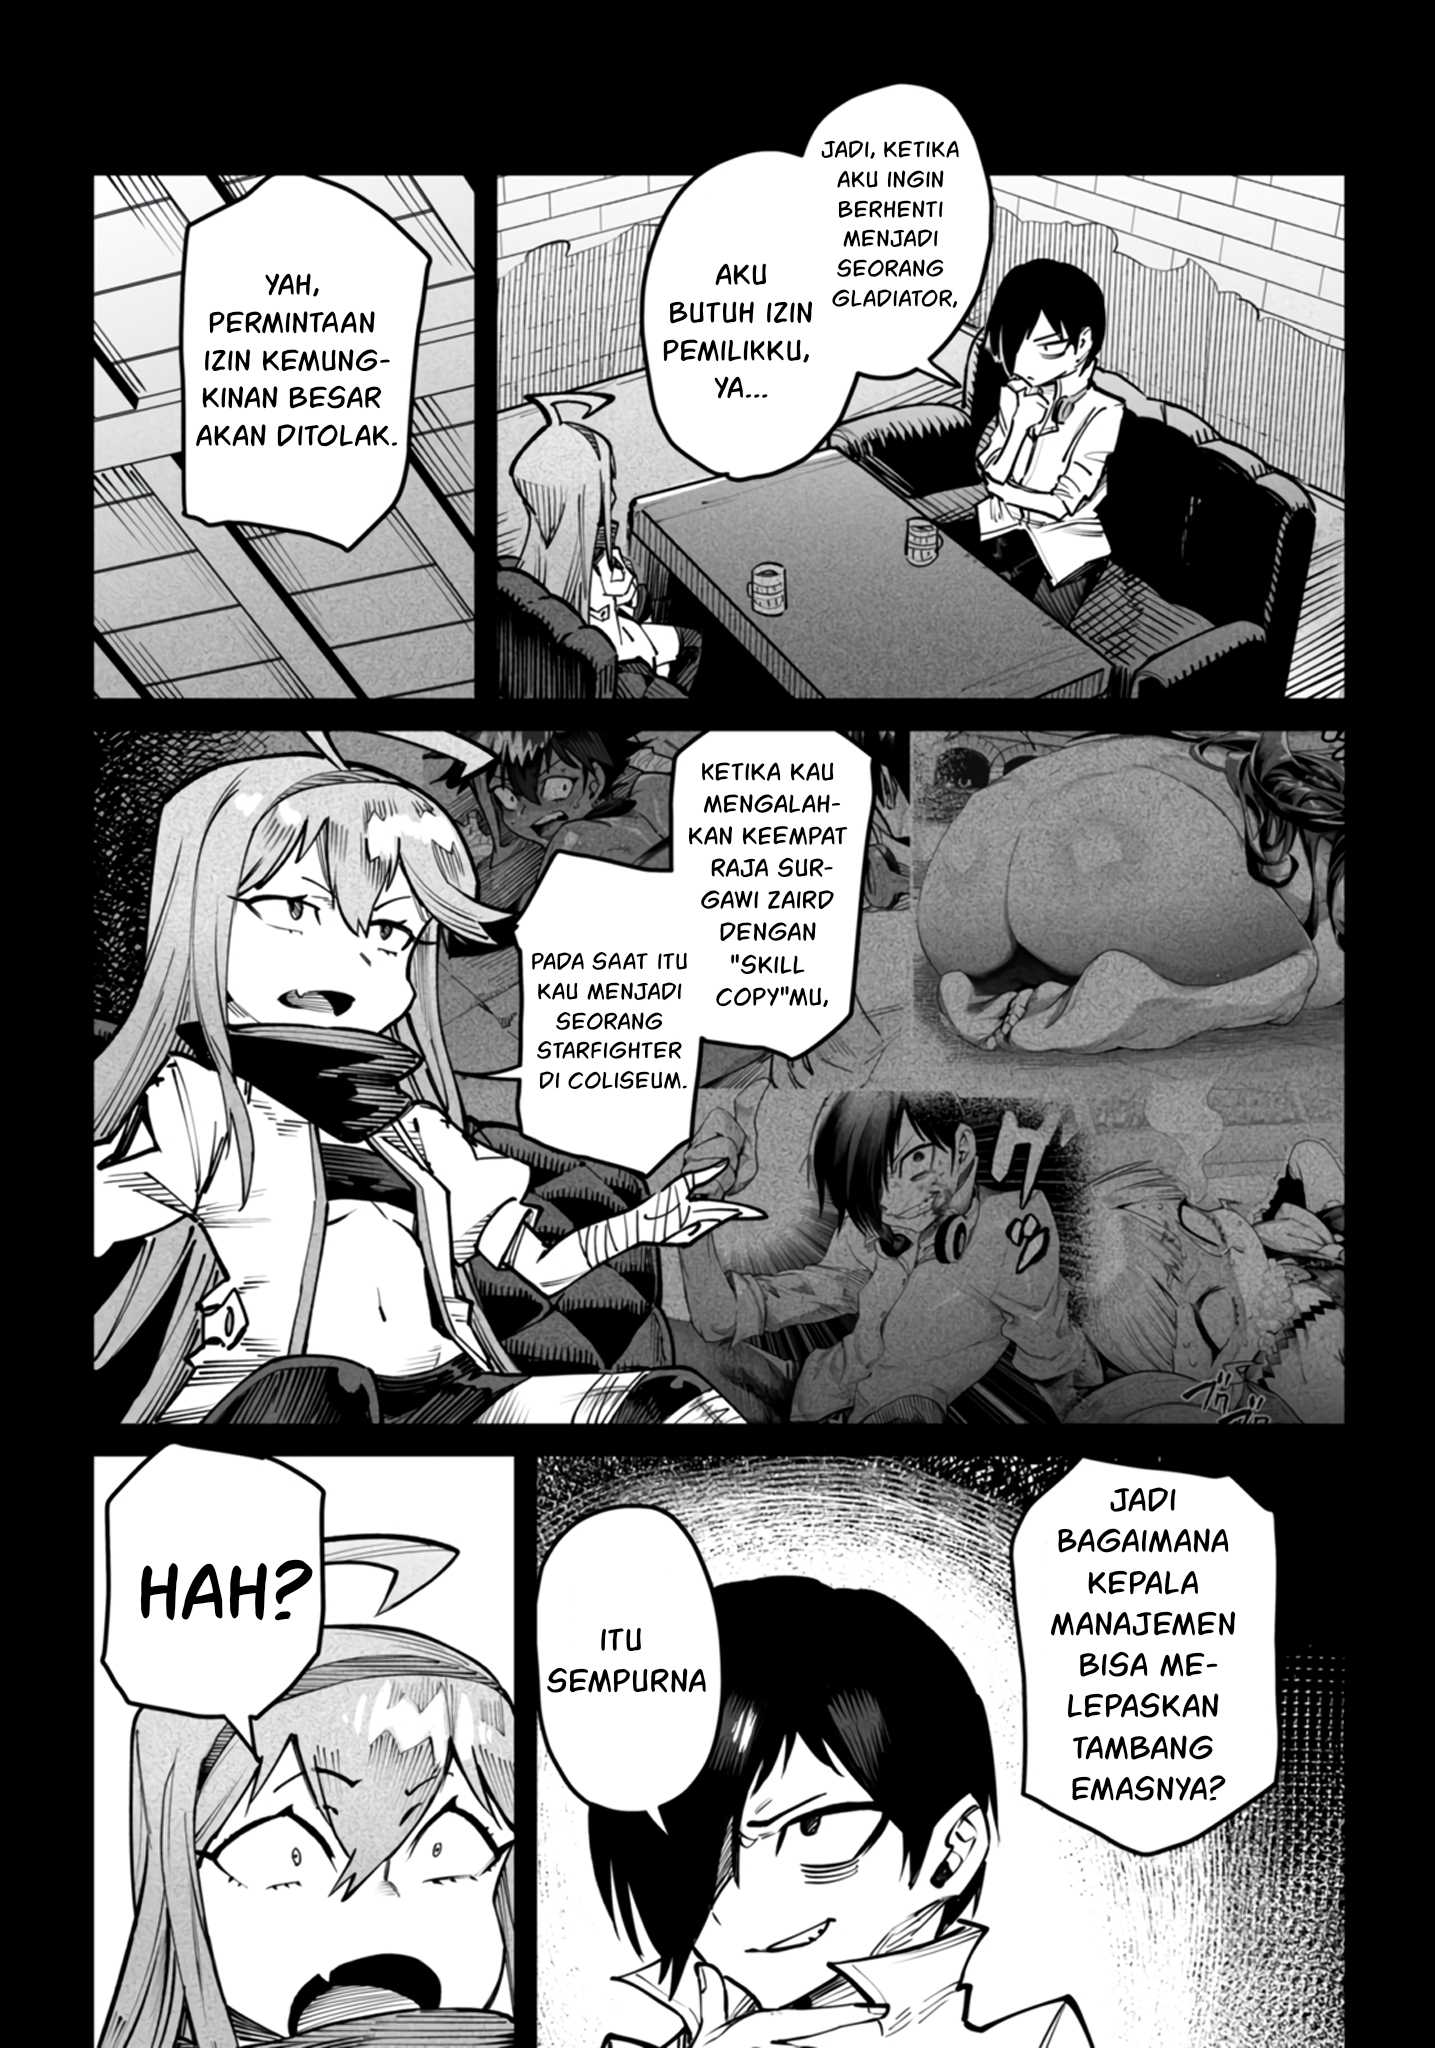 JADI, KETIKA
AKU INGIN
BERHENTI
MENJADI
SEORANG
GLADIATOR,
AKU
BUTUH IZIN
PEMILIKKU,
YA...
YAH,
PERMINTAAN
IZIN KEMUNG-
KINAN BESAR
AKAN DITOLAK.
KETIKA KAU
MENGALAH-
KAN KEEMPAT
RAJA SUR-
GAWI ZAIRD
DENGAN
"SKILL
COPY"MU,
PADA SAAT ITU
KAU MENJADI
SEORANG
STARFIGHTER
DI COLISEUM.
JADI
BAGAIMANA
KEPALA
MANAJEMEN
BISA ME-
LEPASKAN
TAMBANG
EMASNYA?
ITU
SEMPURNA
HAH?